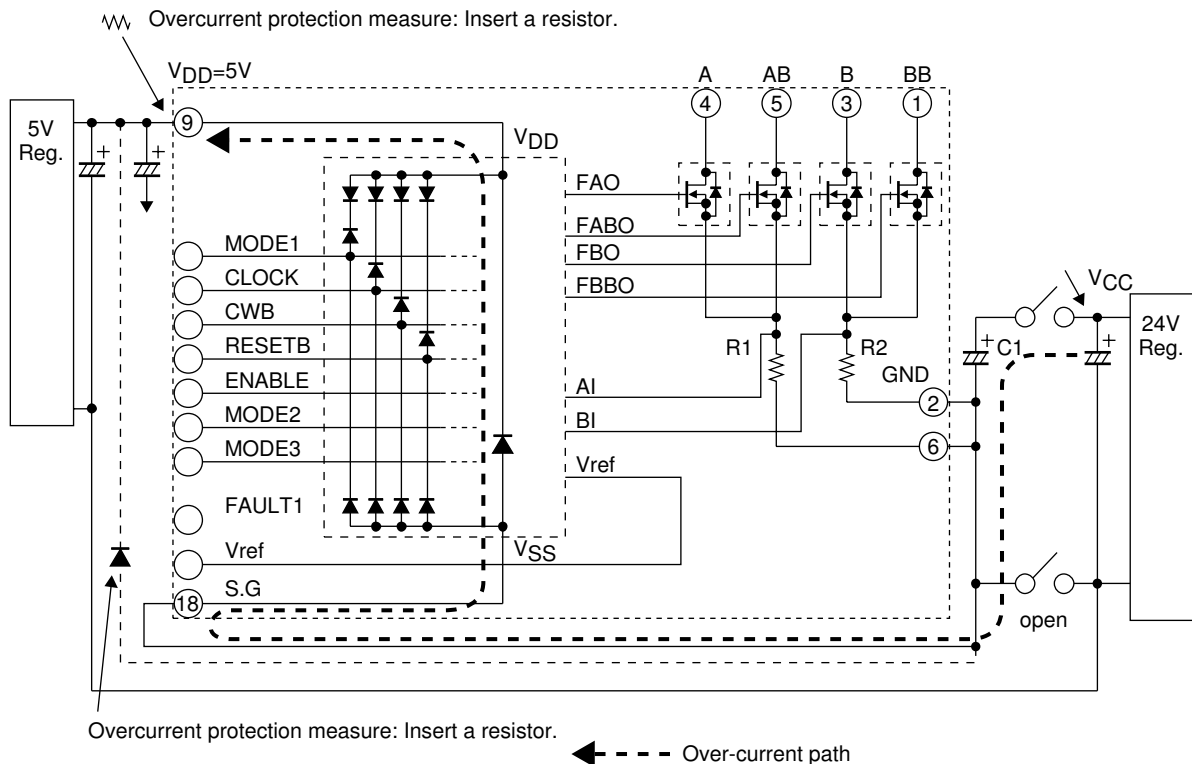 Overcurrent protection measure: Insert a resistor.
VDD=5V
A AB B BB
4 5 3 1
5V
Reg.
+ +
9
VDD
FAO
FABO
FBO
FBBO
MODE1
CLOCK
CWB
RESETB
ENABLE
MODE2
MODE3
FAULT1
Vref
S.G
18
VSS
AI
BI
Vref
R1 R2
GND
2
6
VCC
+ C1 +
24V
Reg.
open
Overcurrent protection measure: Insert a resistor.
Over-current path